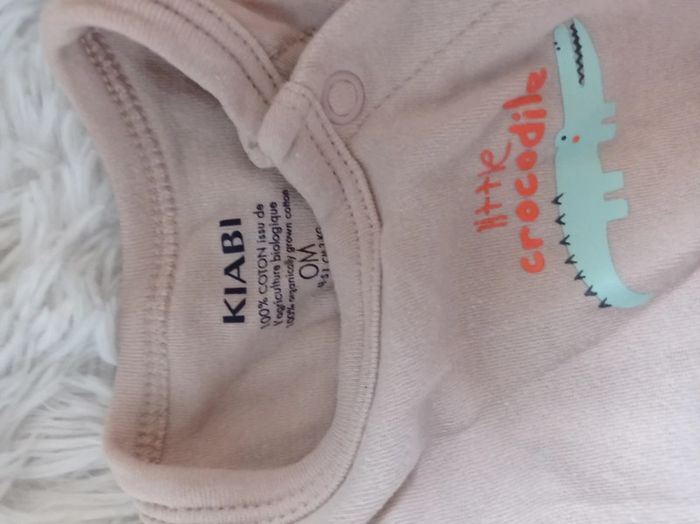 KIABI
100% COTON issu de
l'agriculture biologique
100% organically grown cotton
0M
little
crocodile